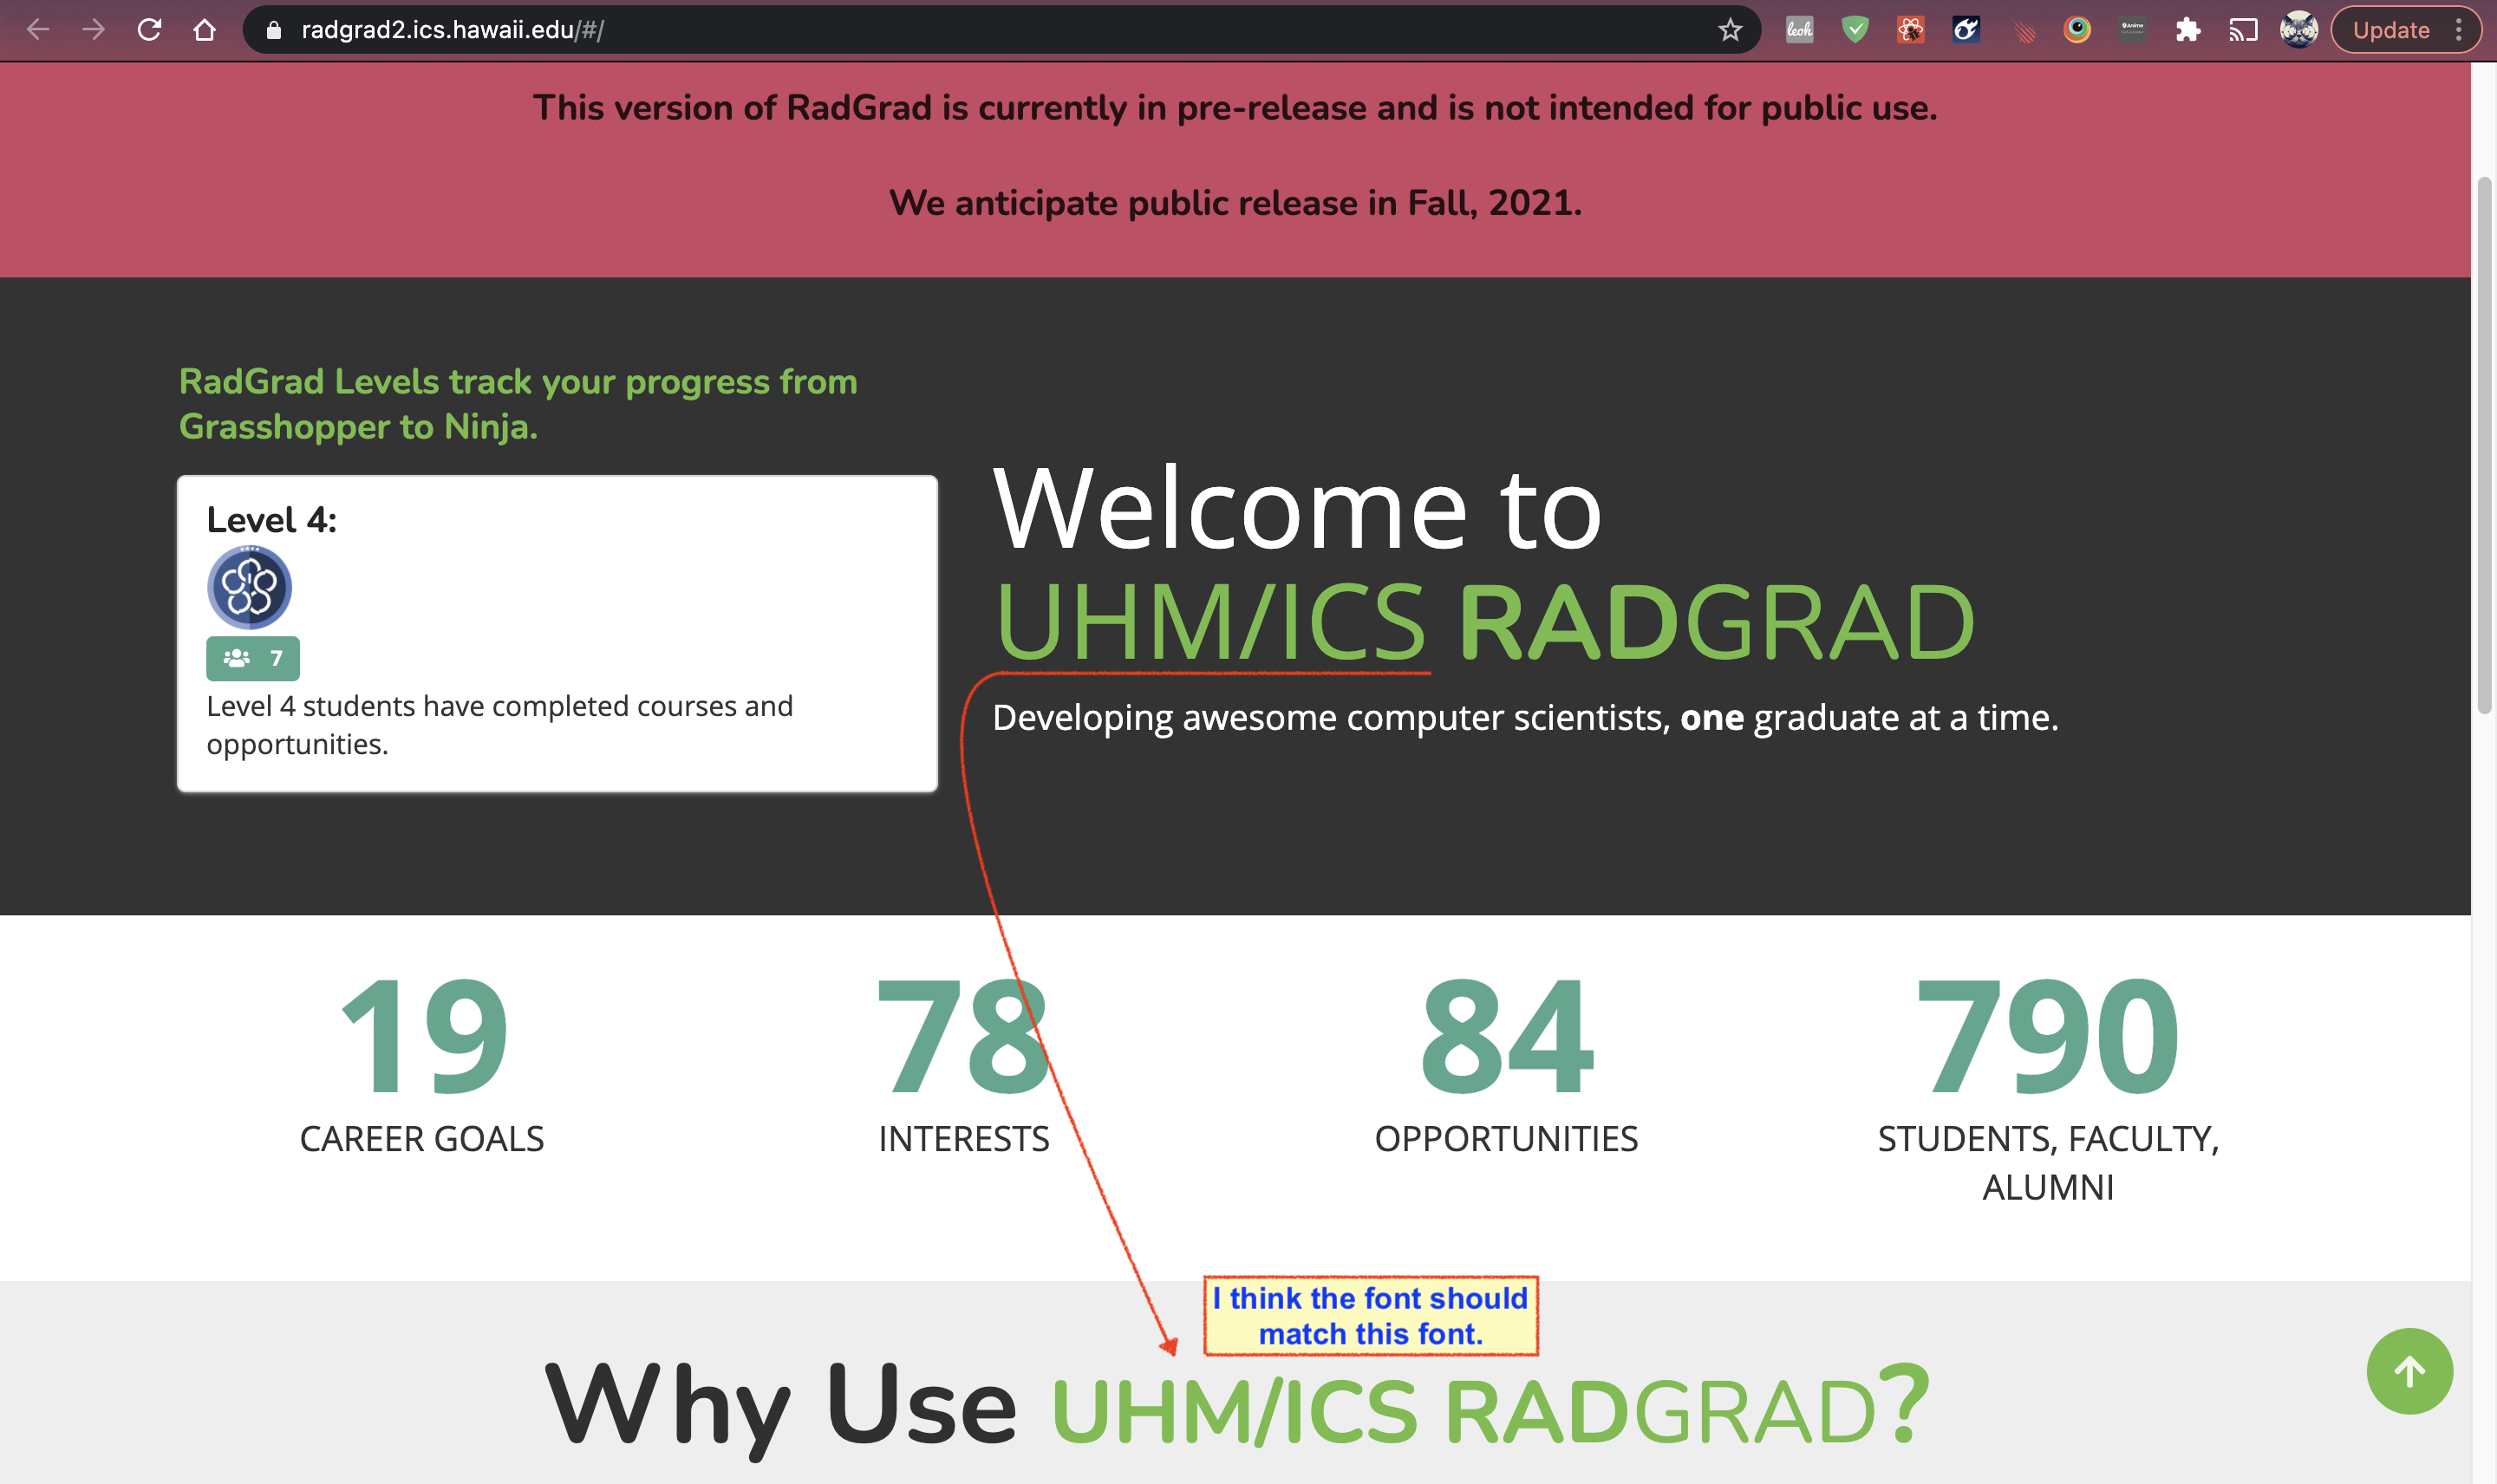 radgrad2.ics.hawaii.edu/#/
leoh
Update
This version of RadGrad is currently in pre-release and is not intended for public use.
We anticipate public release in Fall, 2021.
RadGrad Levels track your progress from
Grasshopper to Ninja.
Level 4:
7
Level 4 students have completed courses and
opportunities.
Welcome to
UHM/ICS RADGRAD
Developing awesome computer scientists, one graduate at a time.
19
CAREER GOALS
78
INTERESTS
84
OPPORTUNITIES
790
STUDENTS, FACULTY,
ALUMNI
I think the font should
match this font.
Why Use UHM/ICS RADGRAD?